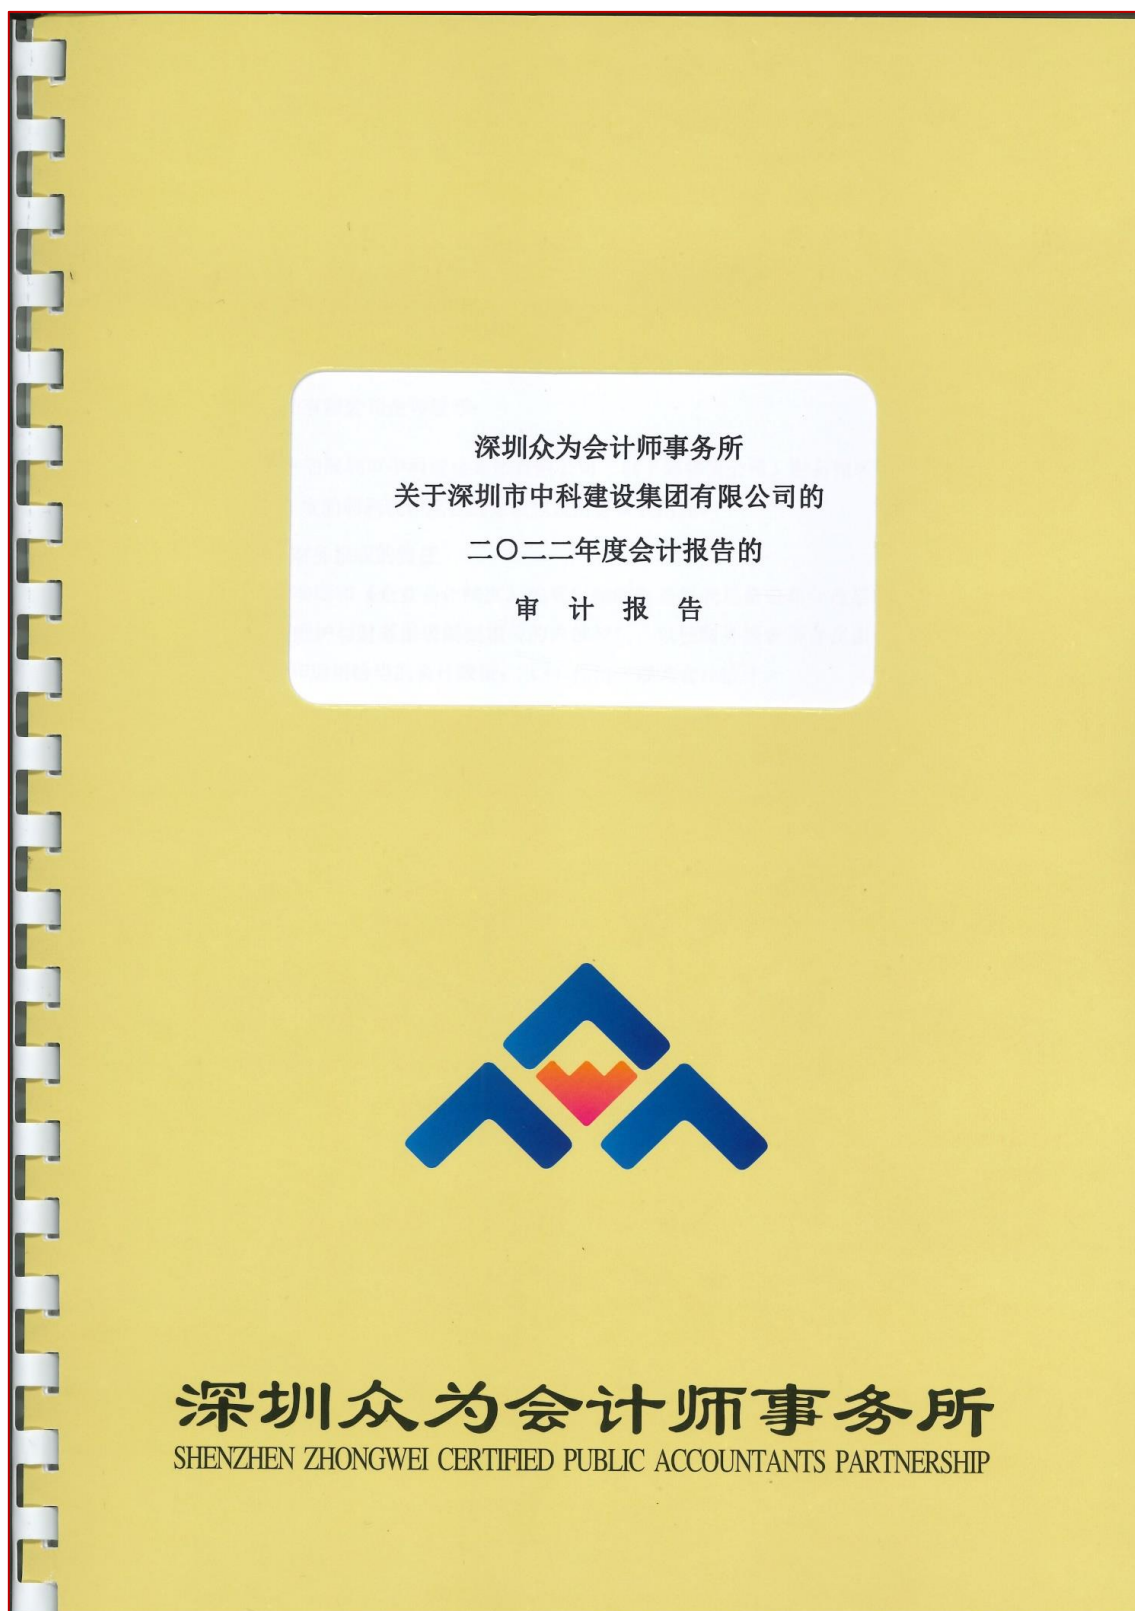 深圳众为会计师事务所
关于深圳市中科建设集团有限公司的
二〇二二年度会计报告的
审 计 报 告
深圳众为会计师事务所
SHENZHEN ZHONGWEI CERTIFIED PUBLIC ACCOUNTANTS PARTNERSHIP